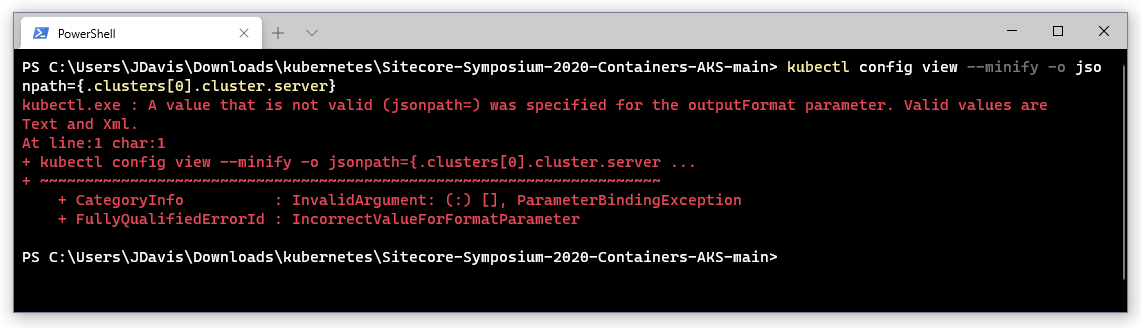 PowerShell
PS C:\Users\JDavis\Downloads\kubernetes\Sitecore-Symposium-2020-Containers-AKS-main> kubectl config view --minify -o jso
npath={.clusters[0].cluster.server}
kubectl.exe : A value that is not valid (jsonpath=) was specified for the outputFormat parameter. Valid values are
Text and Xml.
At line:1 char:1
+ kubectl config view --minify -o jsonpath={.clusters[0].cluster.server ...
+ ~~~~~~~~~~~~~~~~~~~~~~~~~~~~~~~~~~~~~~~~~~~~~~~~~~~~~~~~~~~~~~~~~~~~~
    + CategoryInfo          : InvalidArgument: (:) [], ParameterBindingException
    + FullyQualifiedErrorId : IncorrectValueForFormatParameter
PS C:\Users\JDavis\Downloads\kubernetes\Sitecore-Symposium-2020-Containers-AKS-main>